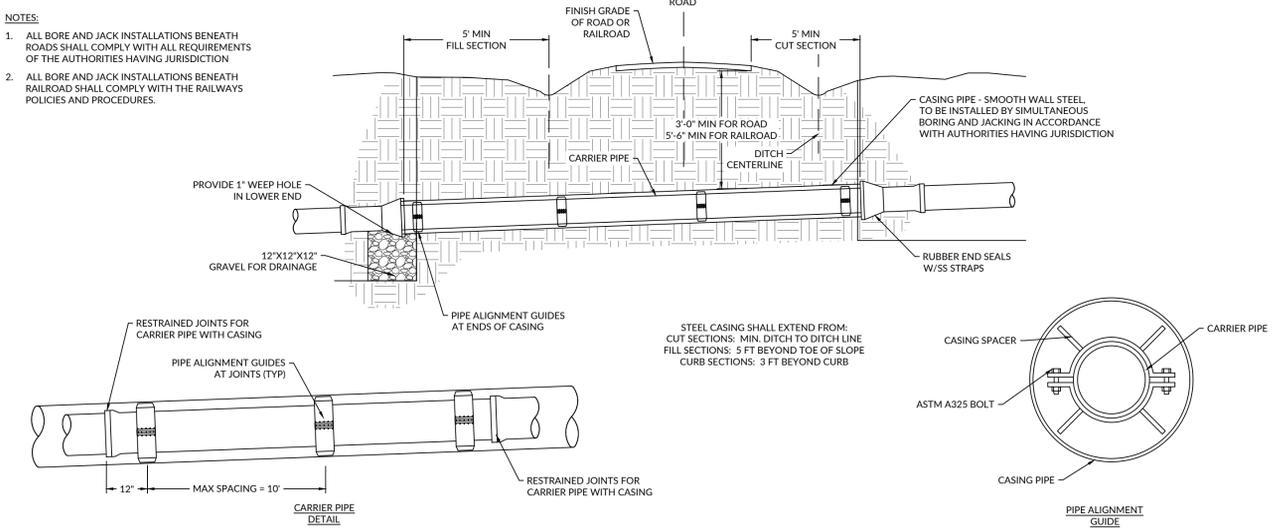 ROAD
NOTES:
1. ALL BORE AND JACK INSTALLATIONS BENEATH
ROADS SHALL COMPLY WITH ALL REQUIREMENTS
OF THE AUTHORITIES HAVING JURISDICTION
2. ALL BORE AND JACK INSTALLATIONS BENEATH
RAILROAD SHALL COMPLY WITH THE RAILWAYS
POLICIES AND PROCEDURES.
FINISH GRADE
OF ROAD OR
RAILROAD
5' MIN
FILL SECTION
5' MIN
CUT SECTION
CASING PIPE - SMOOTH WALL STEEL,
TO BE INSTALLED BY SIMULTANEOUS
BORING AND JACKING IN ACCORDANCE
WITH AUTHORITIES HAVING JURISDICTION
3'-0" MIN FOR ROAD
5'-6" MIN FOR RAILROAD
DITCH
CENTERLINE
CARRIER PIPE
PROVIDE 1" WEEP HOLE
IN LOWER END
12"X12"X12"
GRAVEL FOR DRAINAGE
RUBBER END SEALS
W/SS STRAPS
PIPE ALIGNMENT GUIDES
AT ENDS OF CASING
RESTRAINED JOINTS FOR
CARRIER PIPE WITH CASING
PIPE ALIGNMENT GUIDES
AT JOINTS (TYP)
STEEL CASING SHALL EXTEND FROM:
CUT SECTIONS: MIN. DITCH TO DITCH LINE
FILL SECTIONS: 5 FT BEYOND TOE OF SLOPE
CURB SECTIONS: 3 FT BEYOND CURB
CARRIER PIPE
CASING SPACER
ASTM A325 BOLT
CASING PIPE
12"
MAX SPACING = 10'
RESTRAINED JOINTS FOR
CARRIER PIPE WITH CASING
CARRIER PIPE
DETAIL
PIPE ALIGNMENT
GUIDE